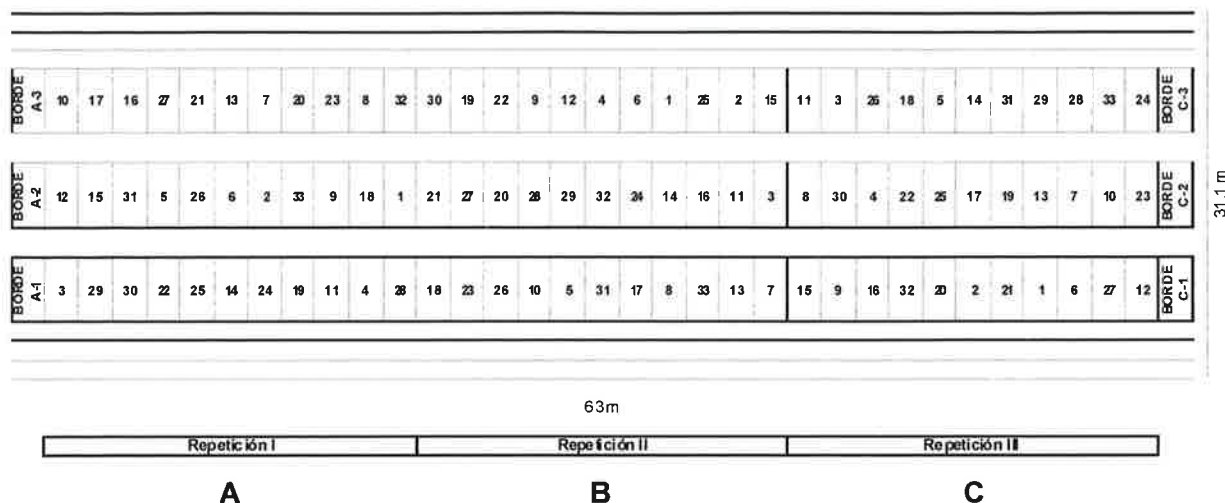 BORDE A-3 10 17 16 27 21 13 7 20 23 8 32 30 19 22 9 12 4 6 1 25 2 15 11 3 26 18 5 14 31 29 28 33 24 BORDE C-3
BORDE A-2 12 15 31 5 26 6 2 33 9 18 1 21 27 20 28 29 32 24 14 16 11 3 8 30 4 22 25 17 19 13 7 10 23 BORDE C-2
31,1 m
BORDE A-1 3 29 30 22 25 14 24 19 11 4 28 18 23 26 10 5 31 17 8 33 13 7 15 9 16 32 20 2 21 1 6 27 12 BORDE C-1
63m
Repetición I Repetición II Repetición III
A B C